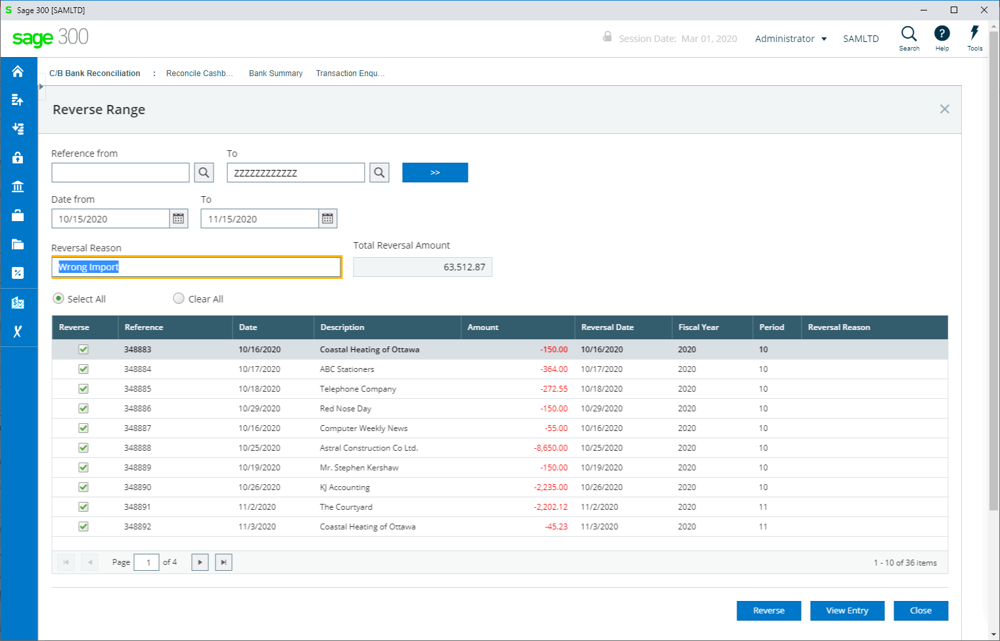 S Sage 300 [SAMLTD]
sage 300
Session Date: Mar 01, 2020
Administrator
SAMLTD
Search
Help
Tools
C/B Bank Reconciliation : Reconcile Cashb... Bank Summary Transaction Enqu...
Reverse Range
Reference from To
ZZZZZZZZZZZZ >>
Date from To
10/15/2020 11/15/2020
Reversal Reason Total Reversal Amount
Wrong Import 63,512.87
Select All Clear All
Reverse Reference Date Description Amount Reversal Date Fiscal Year Period Reversal Reason
348883 10/16/2020 Coastal Heating of Ottawa -150.00 10/16/2020 2020 10
348884 10/17/2020 ABC Stationers -364.00 10/17/2020 2020 10
348885 10/18/2020 Telephone Company -272.55 10/18/2020 2020 10
348886 10/29/2020 Red Nose Day -150.00 10/29/2020 2020 10
348887 10/16/2020 Computer Weekly News -55.00 10/16/2020 2020 10
348888 10/25/2020 Astral Construction Co Ltd. -8,650.00 10/25/2020 2020 10
348889 10/19/2020 Mr. Stephen Kershaw -150.00 10/19/2020 2020 10
348890 10/26/2020 KJ Accounting -2,235.00 10/26/2020 2020 10
348891 11/2/2020 The Courtyard -2,202.12 11/2/2020 2020 11
348892 11/3/2020 Coastal Heating of Ottawa -45.23 11/3/2020 2020 11
Page 1 of 4 1 - 10 of 36 items
Reverse View Entry Close